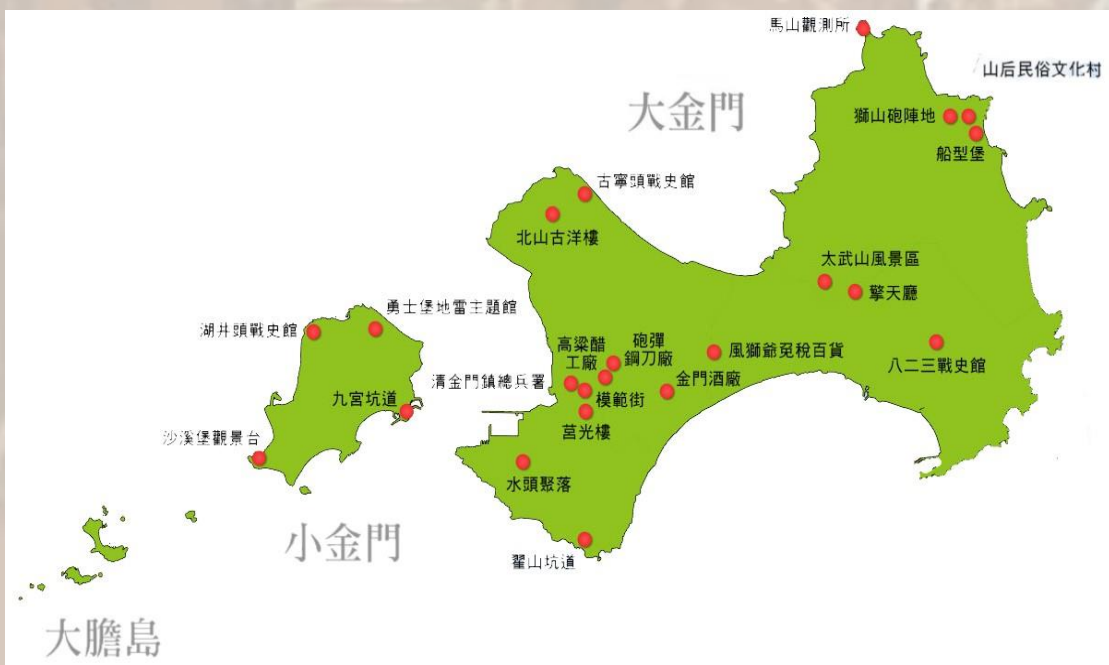 馬山觀測所
山后民俗文化村
大金門
獅山砲陣地
船型堡
古寧頭戰史館
北山古洋樓
太武山風景區
擎天廳
勇士堡地雷主題館
湖井頭戰史館
高粱醋
工廠
砲彈
鋼刀廠
風獅爺免稅百貨
八二三戰史館
清金門鎮總兵署
金門酒廠
九宮坑道
模範街
莒光樓
沙溪堡觀景台
水頭聚落
小金門
翟山坑道
大膽島